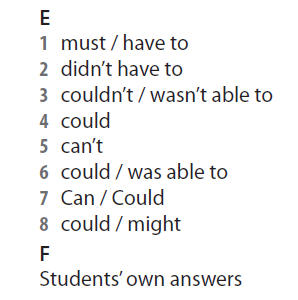 E
1 must / have to
2 didn't have to
3 couldn't / wasn't able to
4 could
5 can't
6 could / was able to
7 Can / Could
8 could / might
F
Students' own answers